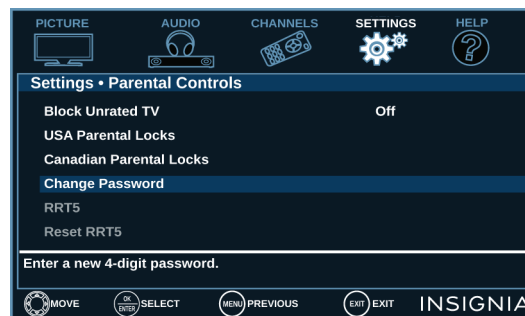 PICTURE AUDIO CHANNELS SETTINGS HELP
Settings • Parental Controls
Block Unrated TV Off
USA Parental Locks
Canadian Parental Locks
Change Password
RRT5
Reset RRT5
Enter a new 4-digit password.
MOVE OK ENTER SELECT MENU PREVIOUS EXIT EXIT INSIGNIA